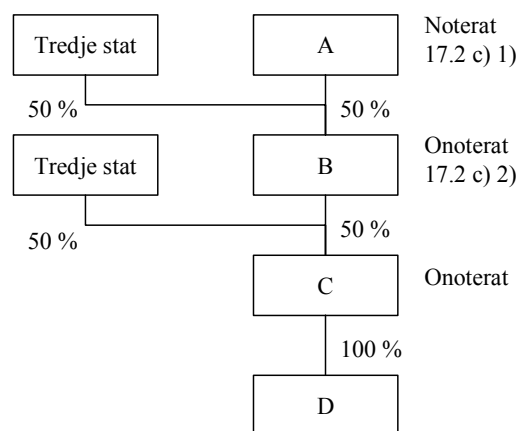 Tredje stat
A
Noterat
17.2 c) 1)
50 %
50 %
Tredje stat
B
Onoterat
17.2 c) 2)
50 %
50 %
C
Onoterat
100 %
D